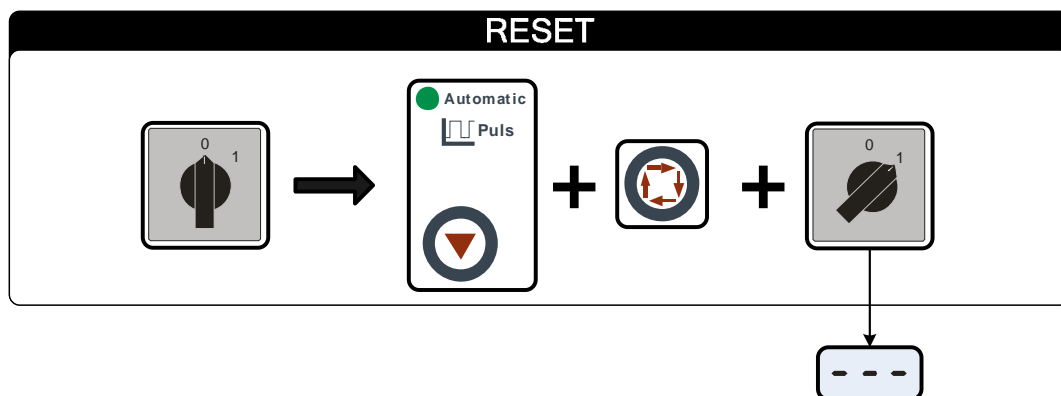 RESET
0
1
Automatic
Puls
0
1
- - -